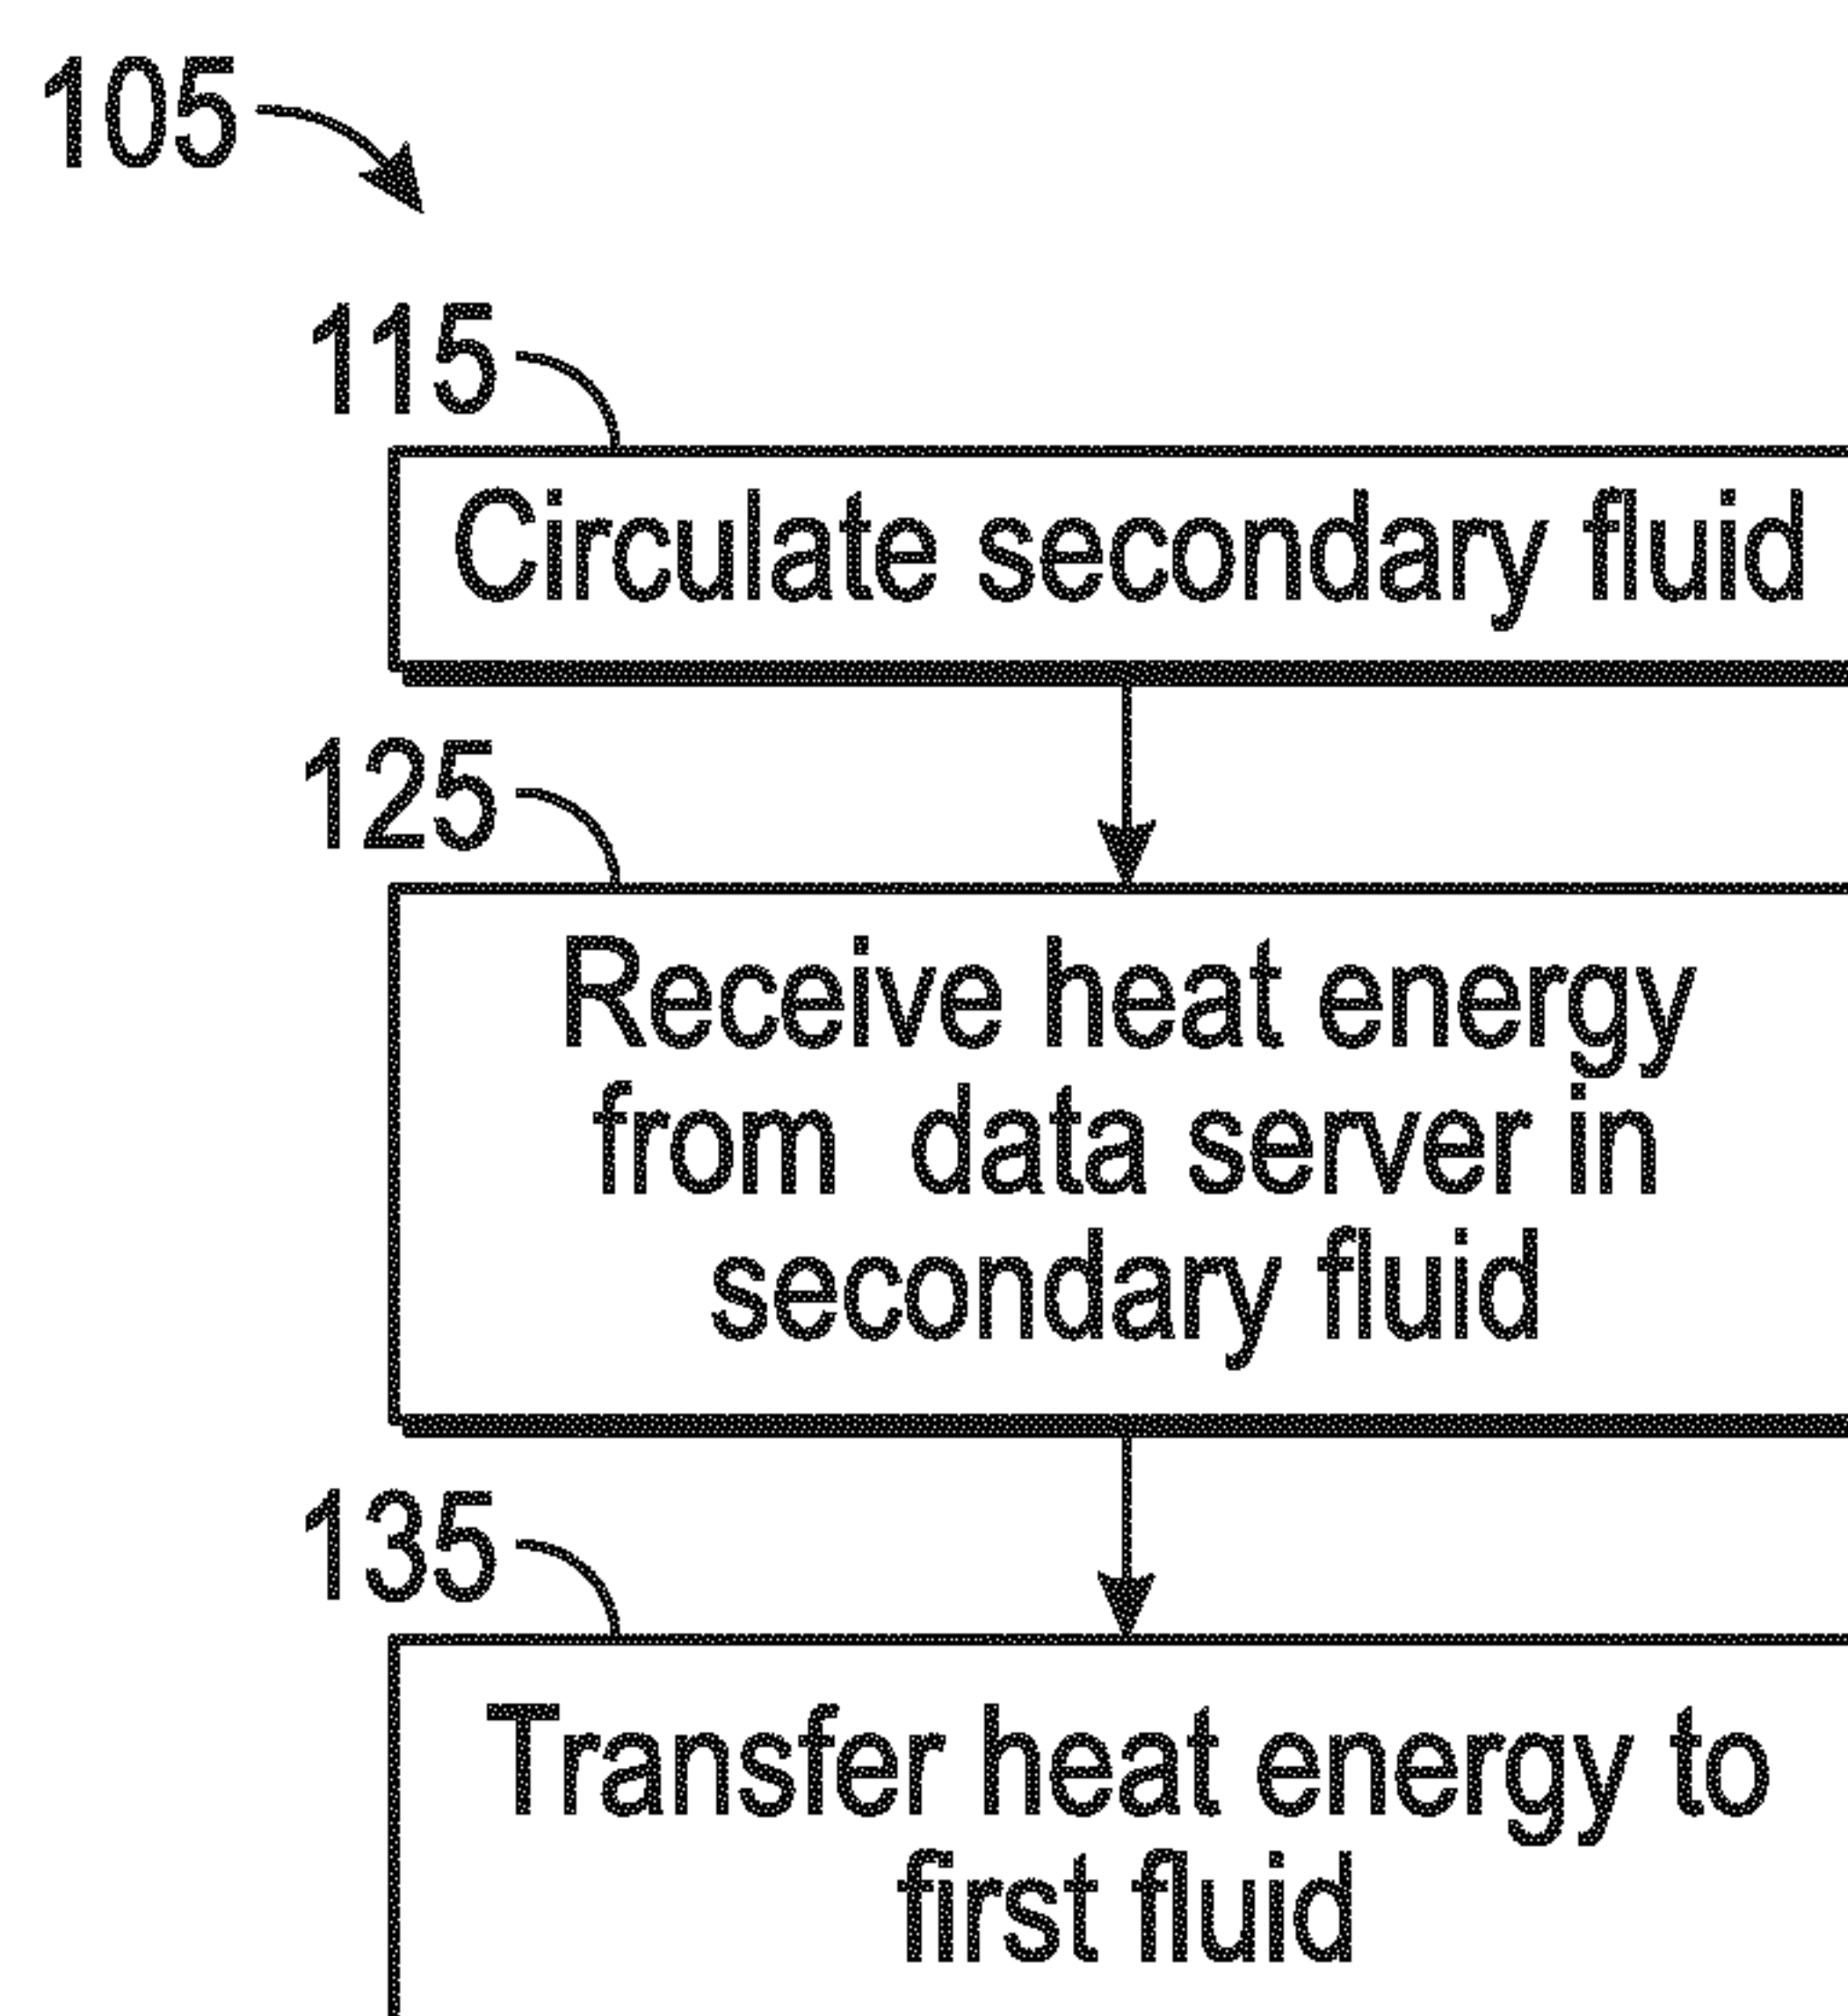 105
115
Circulate secondary fluid
125
Receive heat energy
from data server in
secondary fluid
135
Transfer heat energy to
first fluid